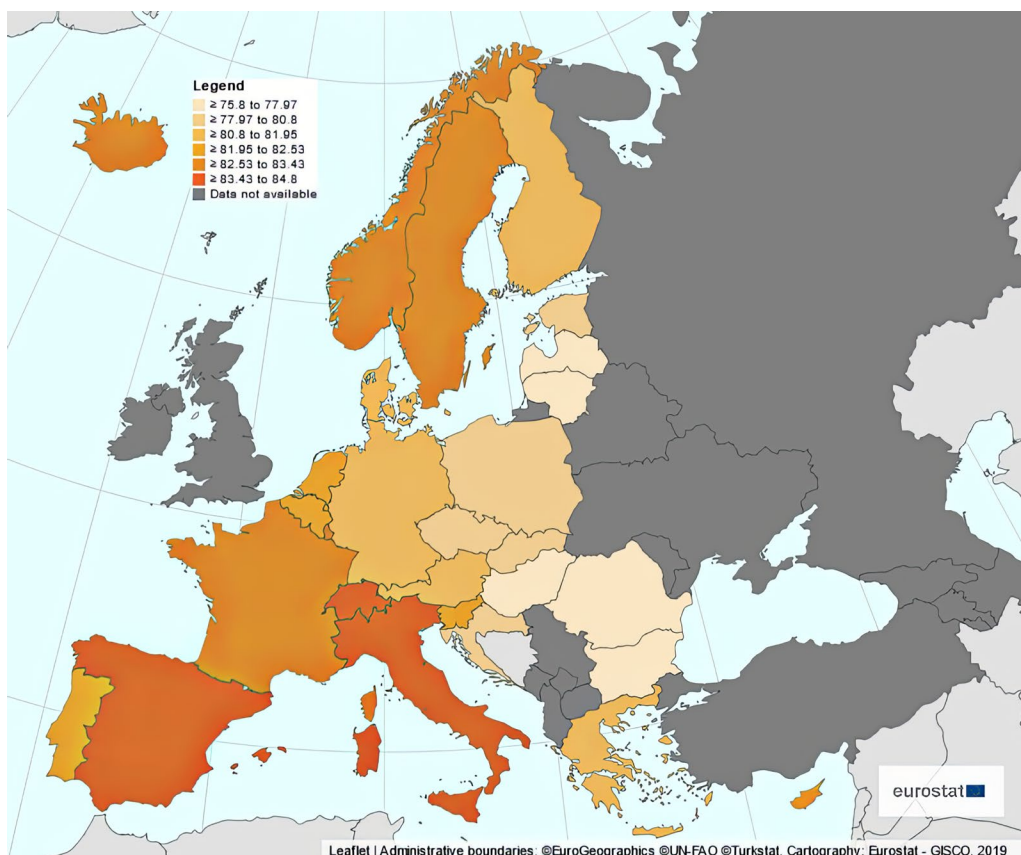 Legend
≥ 75.8 to 77.97
≥ 77.97 to 80.8
≥ 80.8 to 81.95
≥ 81.95 to 82.53
≥ 82.53 to 83.43
≥ 83.43 to 84.8
Data not available
eurostat
Leaflet | Administrative boundaries: ©EuroGeographics ©UN-FAO ©Turkstat, Cartography: Eurostat - GISCO, 2019